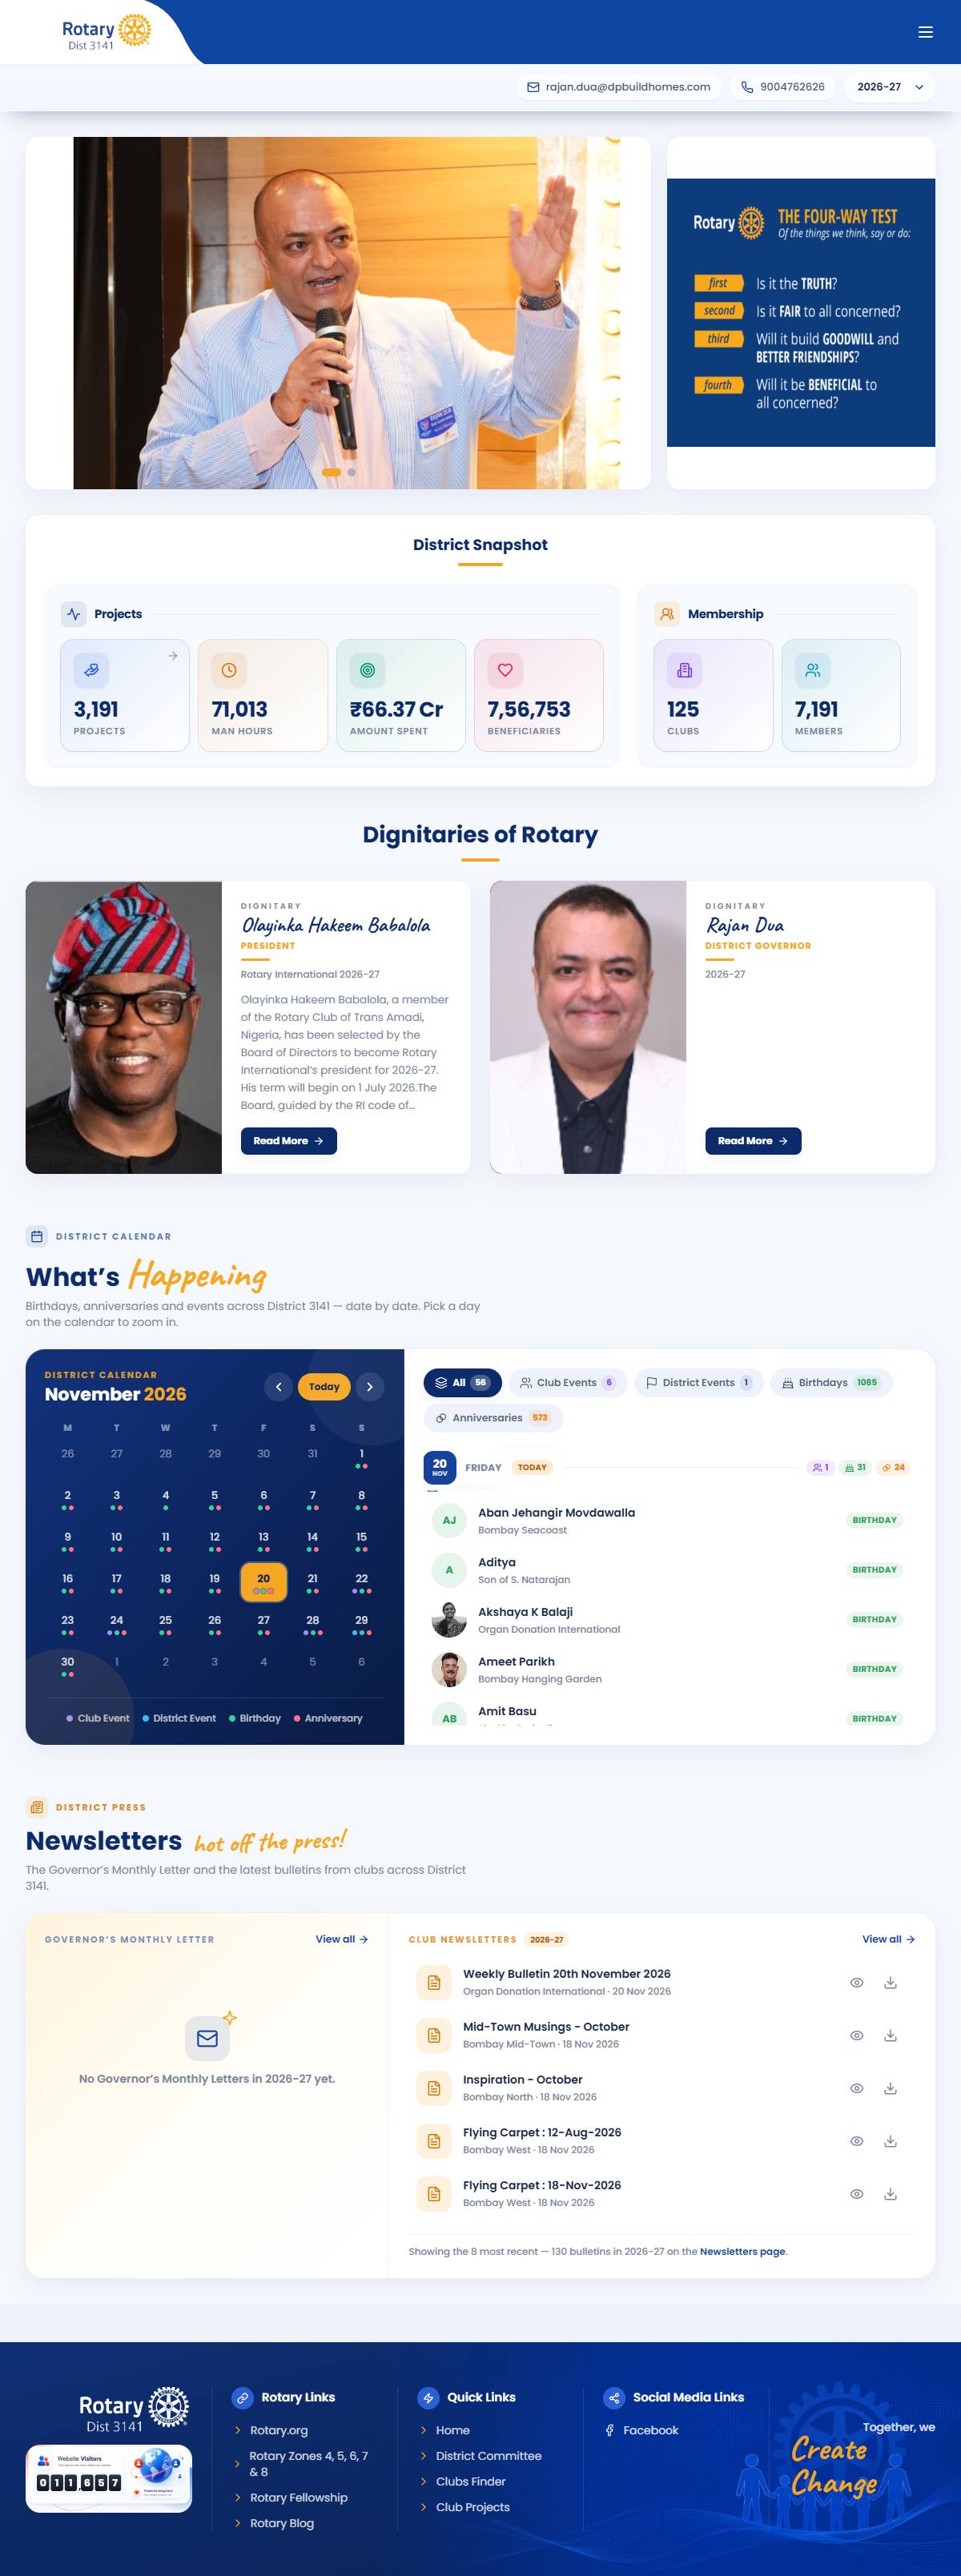 Rotary
Dist 3141
rajan.dua@dpbuildhomes.com
9004762626
2026-27
RAJAN DUA
Rotary
THE FOUR-WAY TEST
Of the things we think, say or do:
first Is it the TRUTH?
second Is it FAIR to all concerned?
third Will it build GOODWILL and
BETTER FRIENDSHIPS?
fourth Will it be BENEFICIAL to
all concerned?
District Snapshot
Projects
3,191
PROJECTS
71,013
MAN HOURS
₹66.37 Cr
AMOUNT SPENT
7,56,753
BENEFICIARIES
Membership
125
CLUBS
7,191
MEMBERS
Dignitaries of Rotary
DIGNITARY
Olayinka Hakeem Babalola
PRESIDENT
Rotary International 2026-27
Olayinka Hakeem Babalola, a member
of the Rotary Club of Trans Amadi,
Nigeria, has been selected by the
Board of Directors to become Rotary
International's president for 2026-27.
His term will begin on 1 July 2026.The
Board, guided by the RI code of...
Read More
DIGNITARY
Rajan Dua
DISTRICT GOVERNOR
2026-27
Read More
DISTRICT CALENDAR
What's Happening
Birthdays, anniversaries and events across District 3141 — date by date. Pick a day
on the calendar to zoom in.
DISTRICT CALENDAR
November 2026
Today
M T W T F S S
26 27 28 29 30 31 1
2 3 4 5 6 7 8
9 10 11 12 13 14 15
16 17 18 19 20 21 22
23 24 25 26 27 28 29
30 1 2 3 4 5 6
Club Event District Event Birthday Anniversary
All 56
Club Events 6
District Events 1
Birthdays 1085
Anniversaries 573
20 NOV
FRIDAY TODAY
1 31 24
AJ Aban Jehangir Movdawalla
Bombay Seacoast
BIRTHDAY
A Aditya
Son of S. Natarajan
BIRTHDAY
Akshaya K Balaji
Organ Donation International
BIRTHDAY
Ameet Parikh
Bombay Hanging Garden
BIRTHDAY
AB Amit Basu
BIRTHDAY
DISTRICT PRESS
Newsletters hot off the press!
The Governor's Monthly Letter and the latest bulletins from clubs across District
3141.
GOVERNOR'S MONTHLY LETTER
View all
No Governor's Monthly Letters in 2026-27 yet.
CLUB NEWSLETTERS 2026-27
View all
Weekly Bulletin 20th November 2026
Organ Donation International · 20 Nov 2026
Mid-Town Musings - October
Bombay Mid-Town · 18 Nov 2026
Inspiration - October
Bombay North · 18 Nov 2026
Flying Carpet : 12-Aug-2026
Bombay West · 18 Nov 2026
Flying Carpet : 18-Nov-2026
Bombay West · 18 Nov 2026
Showing the 8 most recent — 130 bulletins in 2026-27 on the Newsletters page.
Rotary
Dist 3141
Website Visitors
011,657
Rotary Links
Rotary.org
Rotary Zones 4, 5, 6, 7
& 8
Rotary Fellowship
Rotary Blog
Quick Links
Home
District Committee
Clubs Finder
Club Projects
Social Media Links
Facebook
Together, we
Create
Change